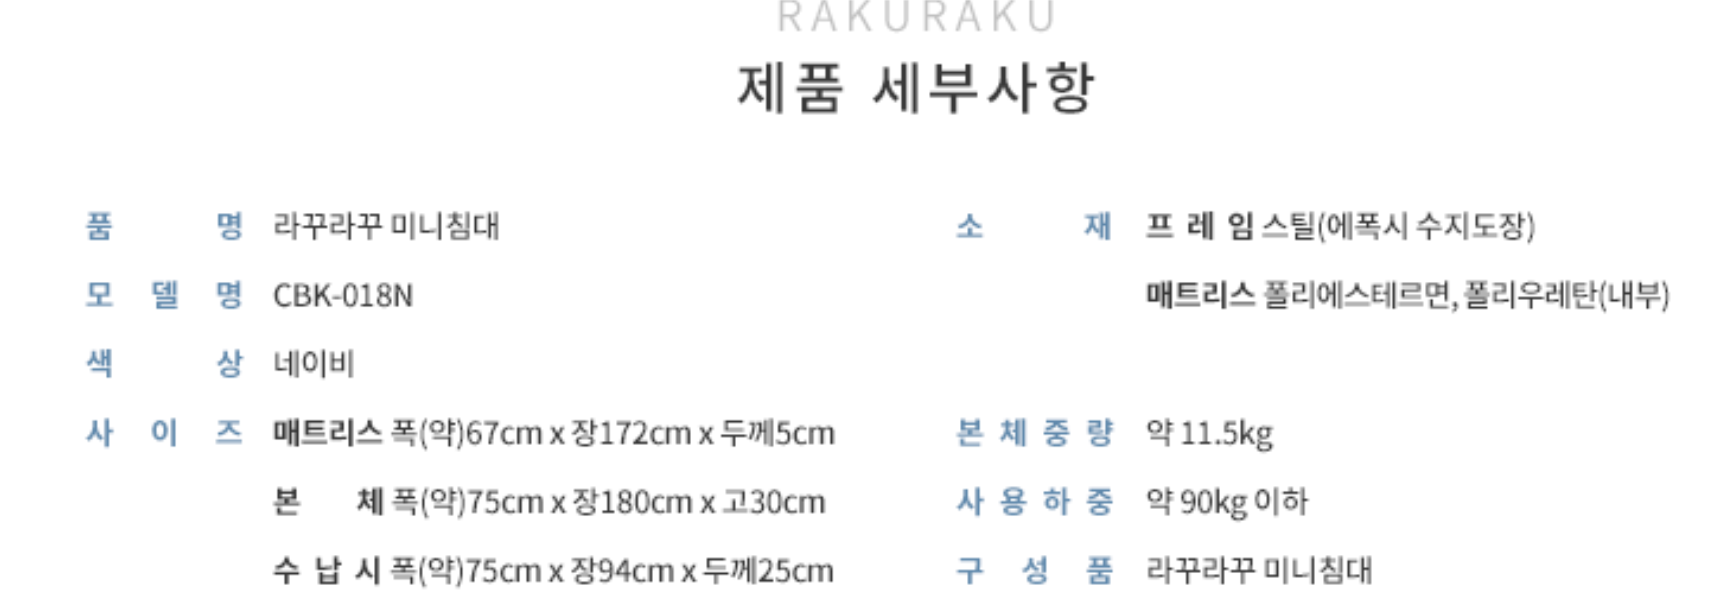 RAKURAKU
제품 세부사항
품 명 라꾸라꾸 미니침대
모 델 명 CBK-018N
색 상 네이비
사 이 즈 매트리스 폭(약)67cm x 장172cm x 두께5cm
본 체 폭(약)75cm x 장180cm x 고30cm
수 납 시 폭(약)75cm x 장94cm x 두께25cm
소 재 프 레 임 스틸(에폭시 수지도장)
매트리스 폴리에스테르면, 폴리우레탄(내부)
본 체 중 량 약 11.5kg
사 용 하 중 약 90kg 이하
구 성 품 라꾸라꾸 미니침대